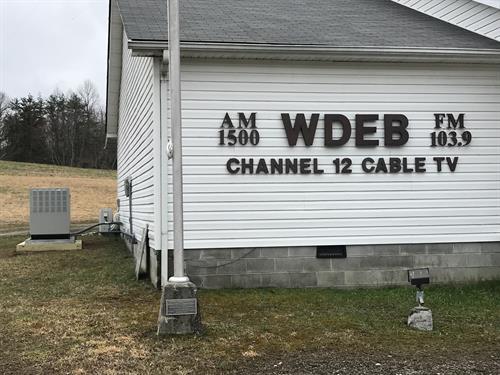 AM WDEB FM
1500 103.9
CHANNEL 12 CABLE TV